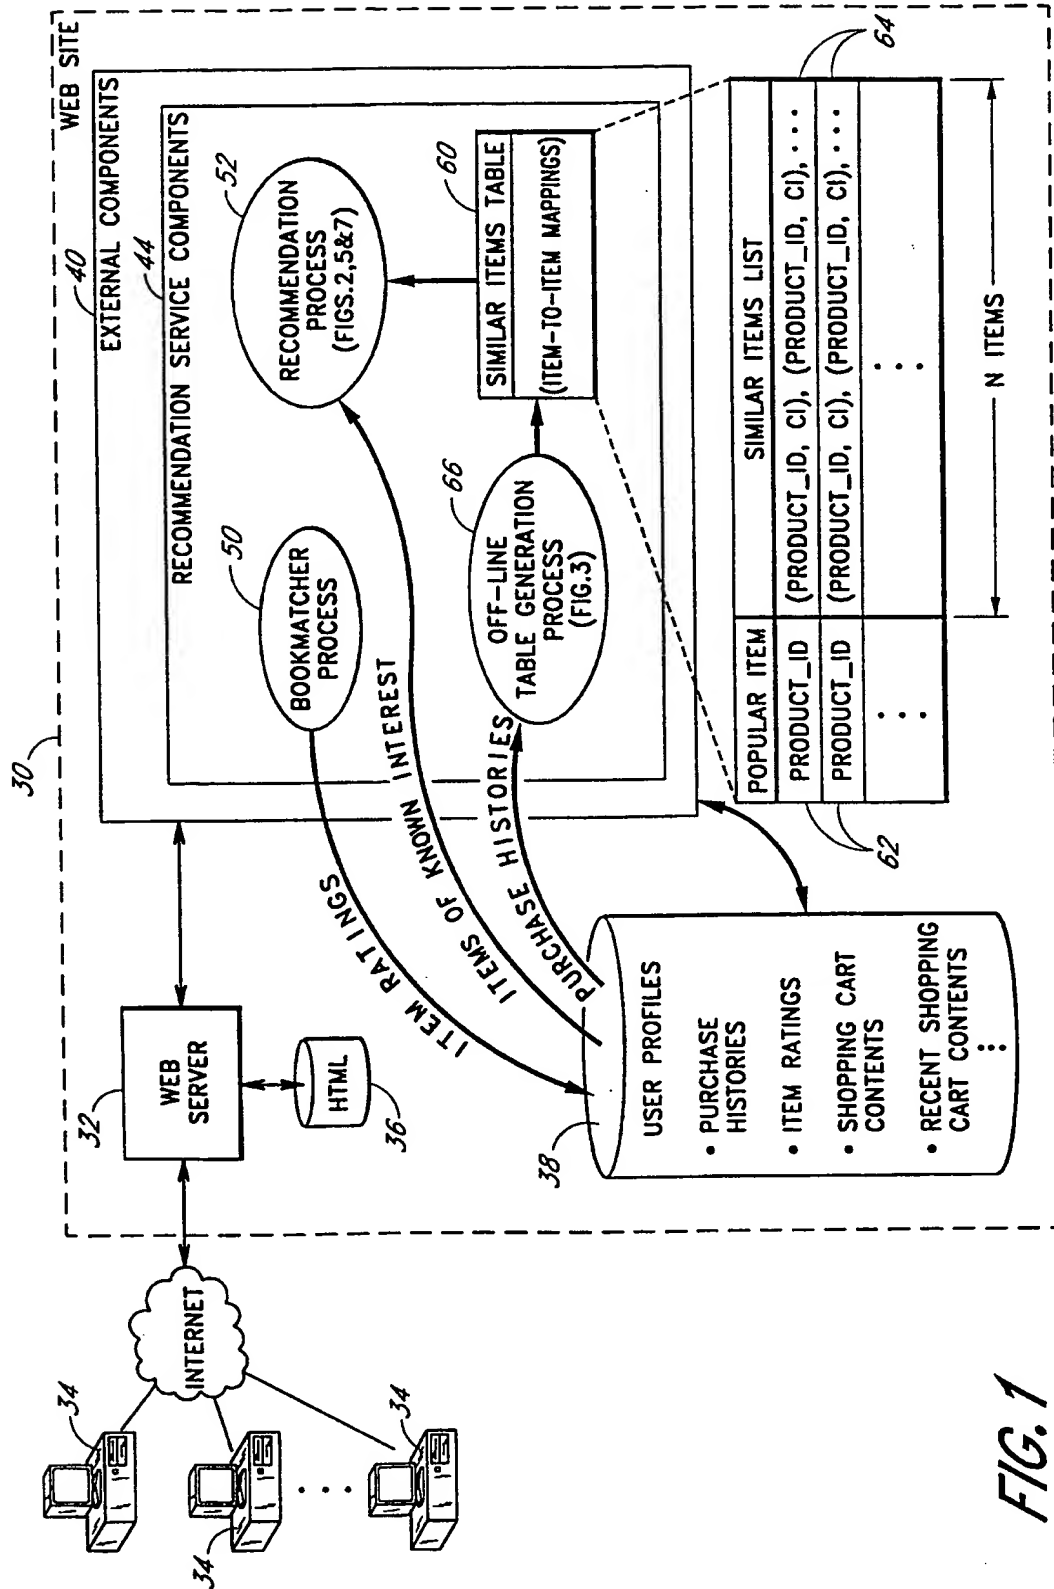 30
WEB SITE
40
EXTERNAL COMPONENTS
44
RECOMMENDATION SERVICE COMPONENTS
50
BOOKMATCHER
PROCESS
52
RECOMMENDATION
PROCESS
(FIGS.2,5&7)
66
OFF-LINE
TABLE GENERATION
PROCESS
(FIG.3)
60
SIMILAR ITEMS TABLE
(ITEM-TO-ITEM MAPPINGS)
34
34
34
34
INTERNET
32
WEB
SERVER
HTML
36
ITEM RATINGS
ITEMS OF KNOWN INTEREST
PURCHASE HISTORIES
38
USER PROFILES
• PURCHASE
HISTORIES
• ITEM RATINGS
• SHOPPING CART
CONTENTS
• RECENT SHOPPING
CART CONTENTS
POPULAR ITEM
SIMILAR ITEMS LIST
PRODUCT_ID
(PRODUCT_ID, CI), (PRODUCT_ID, CI), • • •
PRODUCT_ID
(PRODUCT_ID, CI), (PRODUCT_ID, CI), • • •
62
64
N ITEMS
FIG. 1